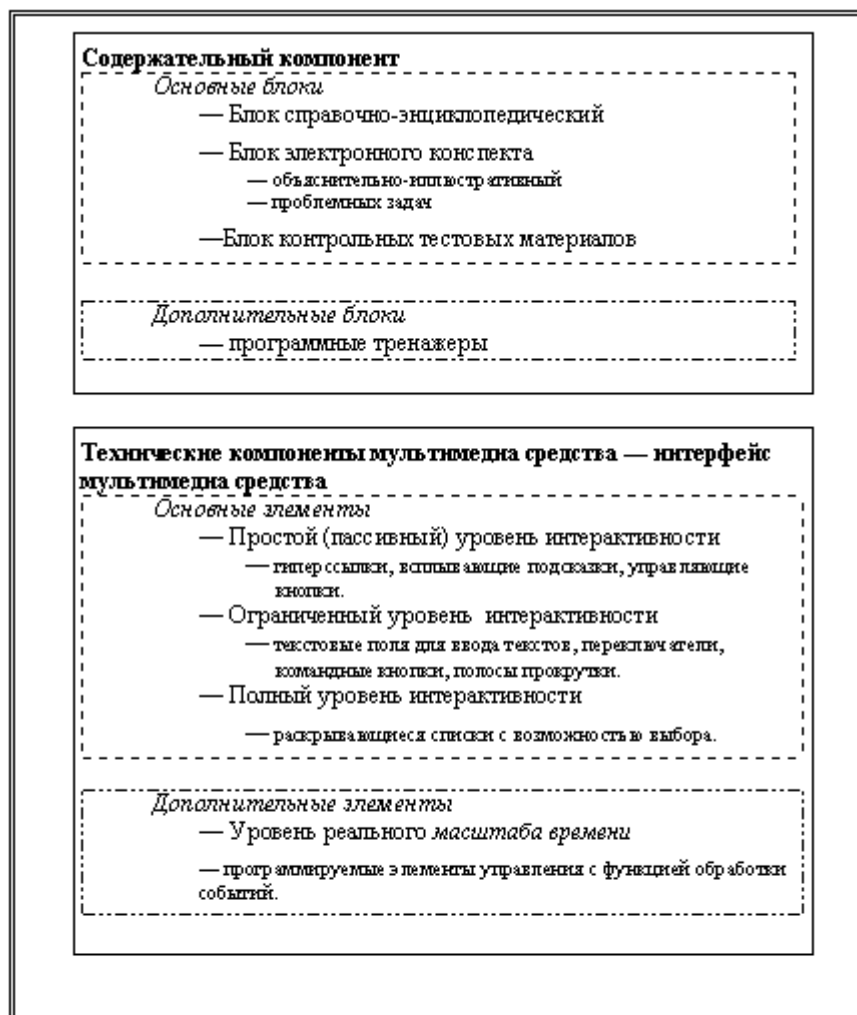 Содержательный компонент
Основные блоки
— Блок справочно-энциклопедический
— Блок электронного конспекта
— объяснительно-иллюстративный
— проблемных задач
—Блок контрольных тестовых материалов
Дополнительные блоки
— программные тренажеры
Технические компоненты мультимедиа средства — интерфейс
мультимедиа средства
Основные элементы
— Простой (пассивный) уровень интерактивности
— гиперссылки, всплывающие подсказки, управляющие
кнопки.
— Ограниченный уровень интерактивности
— текстовые поля для ввода текстов, переключатели,
командные кнопки, полосы прокрутки.
— Полный уровень интерактивности
— раскрывающиеся списки с возможностью выбора.
Дополнительные элементы
— Уровень реального масштаба времени
— программируемые элементы управления с функцией обработки
событий.